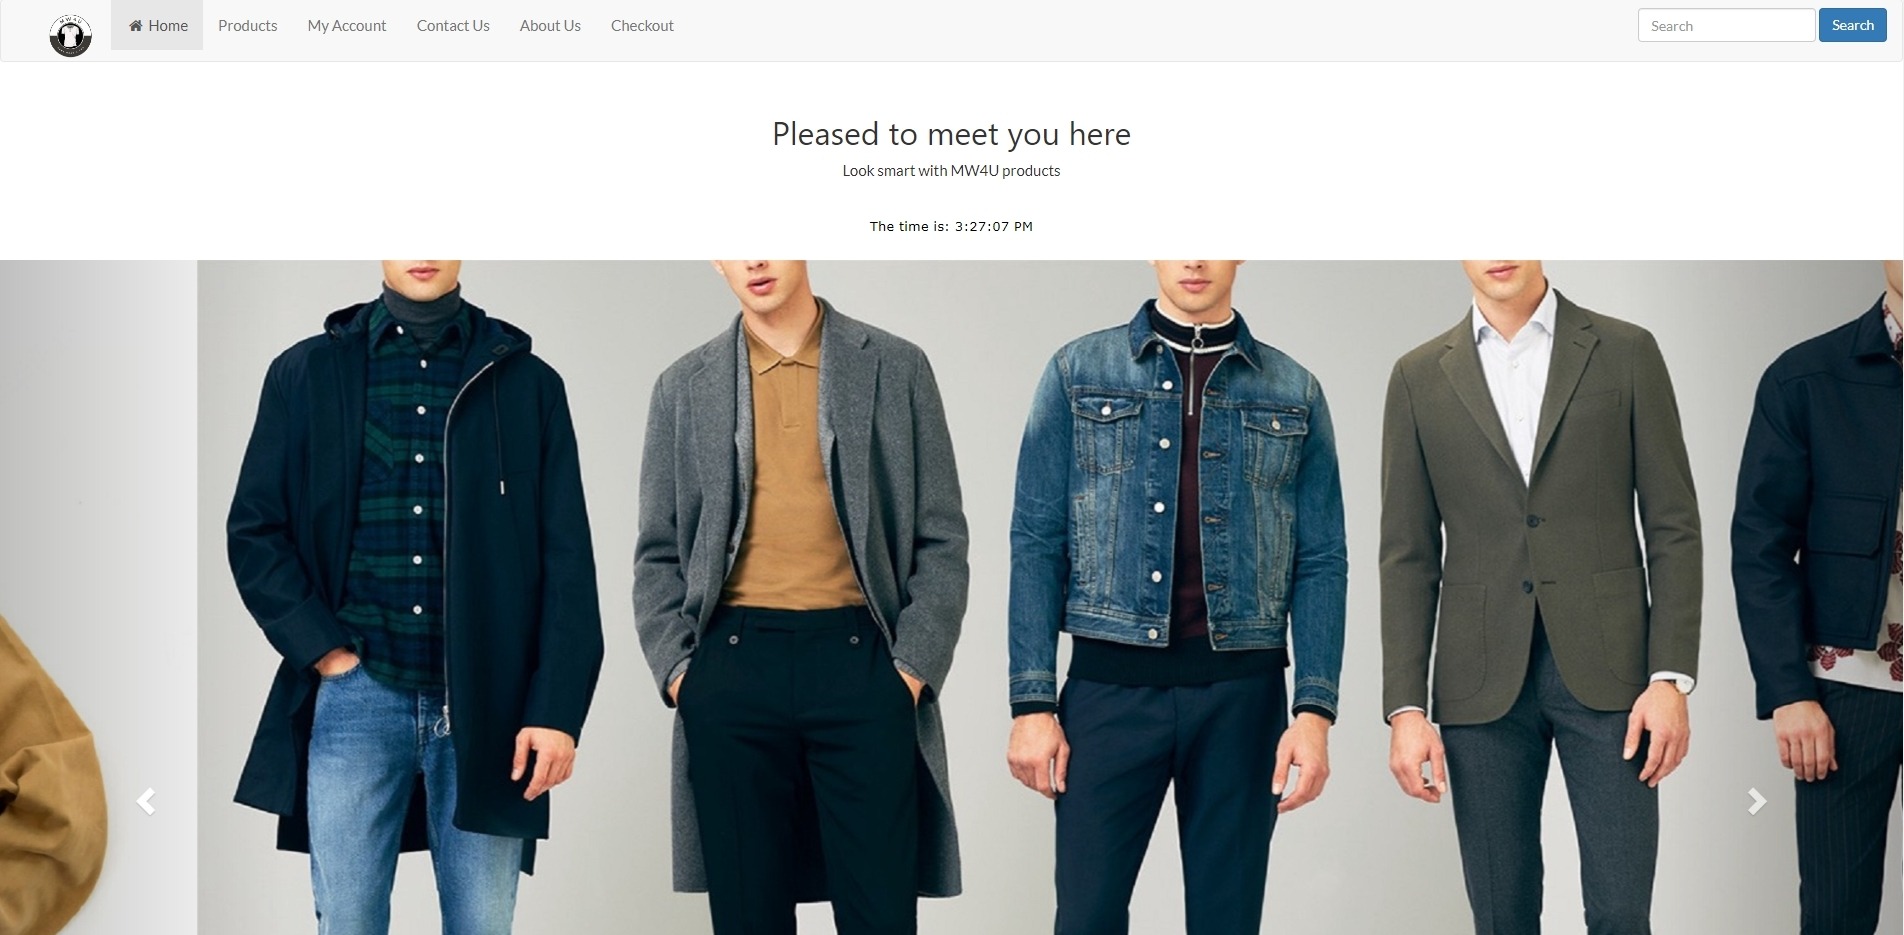 MW4U
Home Products My Account Contact Us About Us Checkout Search Search
Pleased to meet you here
Look smart with MW4U products
The time is: 3:27:07 PM